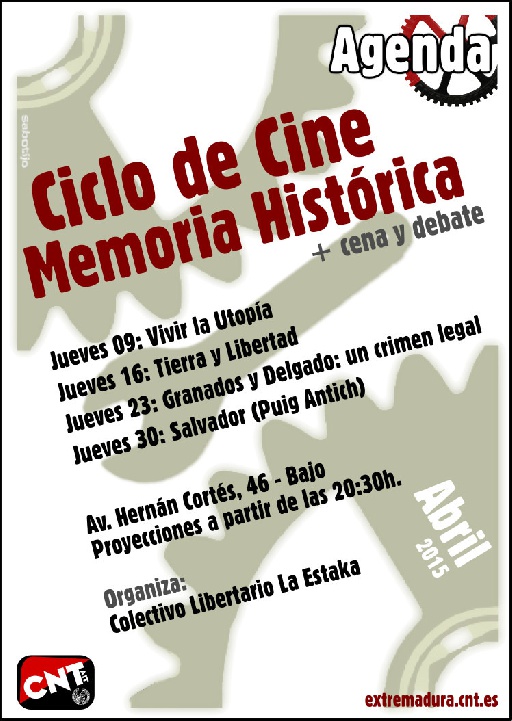 Agenda
sabotijo
Ciclo de Cine
Memoria Histórica
+ cena y debate
Jueves 09: Vivir la Utopía
Jueves 16: Tierra y Libertad
Jueves 23: Granados y Delgado: un crimen legal
Jueves 30: Salvador (Puig Antich)
Av. Hernán Cortés, 46 - Bajo
Proyecciones a partir de las 20:30h.
Abril
2015
Organiza:
Colectivo Libertario La Estaka
CNT AIT
extremadura.cnt.es